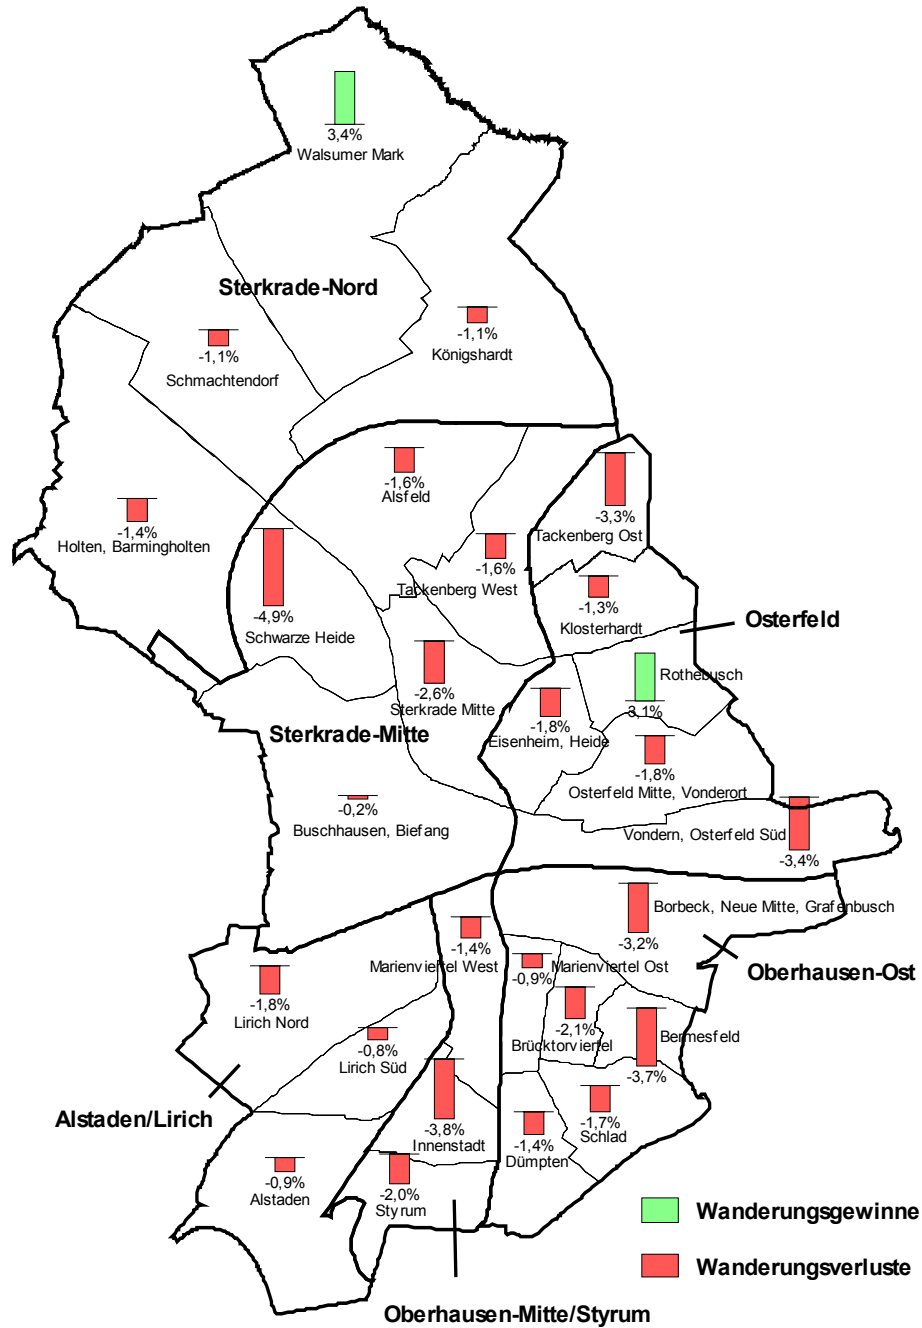 3,4%
Walsumer Mark
Sterkrade-Nord
-1,1%
Königshardt
-1,1%
Schmachtendorf
-1,6%
Alsfeld
-3,3%
Tackenberg Ost
-1,4%
Holten, Barmingholten
-1,6%
Tackenberg West
-4,9%
Schwarze Heide
-1,3%
Klosterhardt
Osterfeld
Rothebusch
3,1%
-2,6%
Sterkrade Mitte
Sterkrade-Mitte
-1,8%
Eisenheim, Heide
-1,8%
Osterfeld Mitte, Vonderort
-0,2%
Buschhausen, Biefang
Vondern, Osterfeld Süd
-3,4%
Borbeck, Neue Mitte, Grafenbusch
-3,2%
-1,4%
Marienviertel West
-0,9%
Marienviertel Ost
Oberhausen-Ost
-1,8%
Lirich Nord
-2,1%
Brücktorviertel
Bermesfeld
-3,7%
-0,8%
Lirich Süd
Alstaden/Lirich
-3,8%
Innenstadt
-1,4%
Dümpten
-1,7%
Schlad
-0,9%
Alstaden
-2,0%
Styrum
Wanderungsgewinne
Wanderungsverluste
Oberhausen-Mitte/Styrum